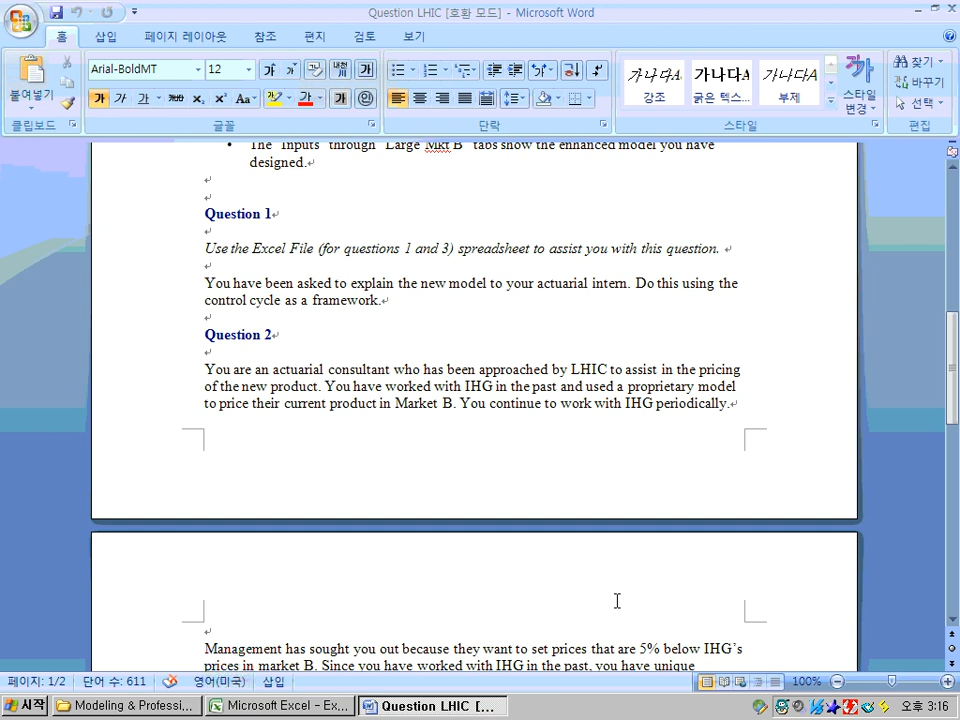 Question LHIC [호환 모드] - Microsoft Word
홈 삽입 페이지 레이아웃 참조 편지 검토 보기
붙여넣기
클립보드
Arial-BoldMT 12
가 가 가 abc X₂ X² Aa 가 가
글꼴
단락
가나다A 가나다A 가나다A
강조 굵은 텍스... 부제
스타일 변경
스타일
찾기
바꾸기
선택
편집
• The "Inputs" through "Large Mkt B" tabs show the enhanced model you have
designed.
Question 1
Use the Excel File (for questions 1 and 3) spreadsheet to assist you with this question.
You have been asked to explain the new model to your actuarial intern. Do this using the
control cycle as a framework.
Question 2
You are an actuarial consultant who has been approached by LHIC to assist in the pricing
of the new product. You have worked with IHG in the past and used a proprietary model
to price their current product in Market B. You continue to work with IHG periodically.
Management has sought you out because they want to set prices that are 5% below IHG's
prices in market B. Since you have worked with IHG in the past, you have unique
페이지: 1/2 단어 수: 611 영어(미국) 삽입 100%
시작 Modeling & Professi... Microsoft Excel - Ex... Question LHIC [... 오후 3:16